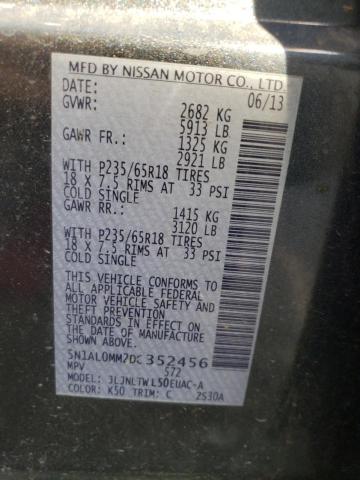 MFD BY NISSAN MOTOR CO., LTD.
DATE: 06/13
GVWR: 2682 KG
5913 LB
GAWR FR: 1325 KG
2921 LB
WITH P235/65R18 TIRES
18 X 7.5 RIMS AT 33 PSI
COLD SINGLE
GAWR RR: 1415 KG
3120 LB
WITH P235/65R18 TIRES
18 X 7.5 RIMS AT 33 PSI
COLD SINGLE
THIS VEHICLE CONFORMS TO
ALL APPLICABLE FEDERAL
MOTOR VEHICLE SAFETY AND
THEFT PREVENTION
STANDARDS IN EFFECT ON
THE DATE OF MANUFACTURE
SHOWN ABOVE.
5N1AL0MM7DC352456
MPV 572
MODEL: JLJNLTWL50EUAC-A
COLOR: K50 TRIM: C 2S30A